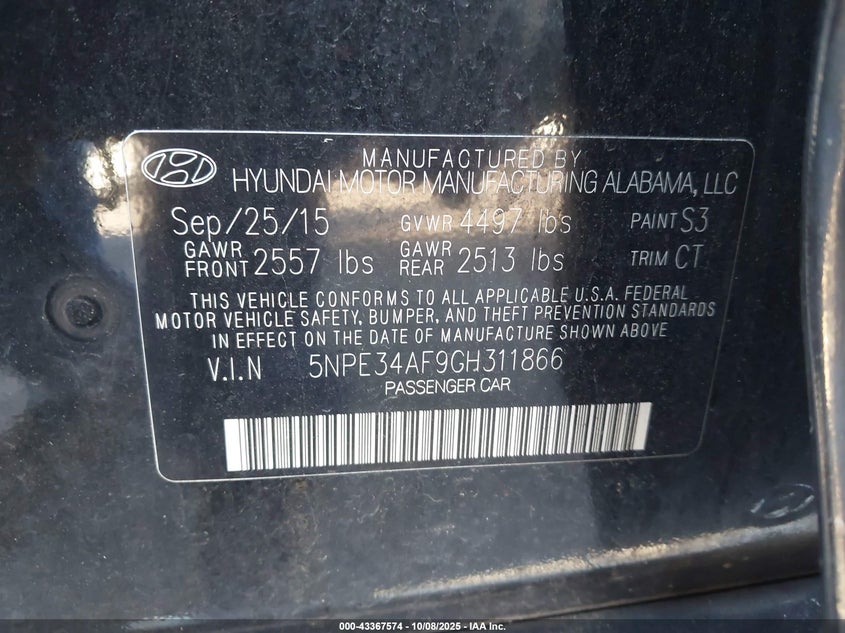 MANUFACTURED BY
HYUNDAI MOTOR MANUFACTURING ALABAMA, LLC
Sep/25/15 GVWR 4497 lbs PAINT S3
GAWR FRONT 2557 lbs GAWR REAR 2513 lbs TRIM CT
THIS VEHICLE CONFORMS TO ALL APPLICABLE U.S.A. FEDERAL
MOTOR VEHICLE SAFETY, BUMPER, AND THEFT PREVENTION STANDARDS
IN EFFECT ON THE DATE OF MANUFACTURE SHOWN ABOVE
V.I.N 5NPE34AF9GH311866
PASSENGER CAR
000-43367574 - 10/08/2025 - IAA Inc.